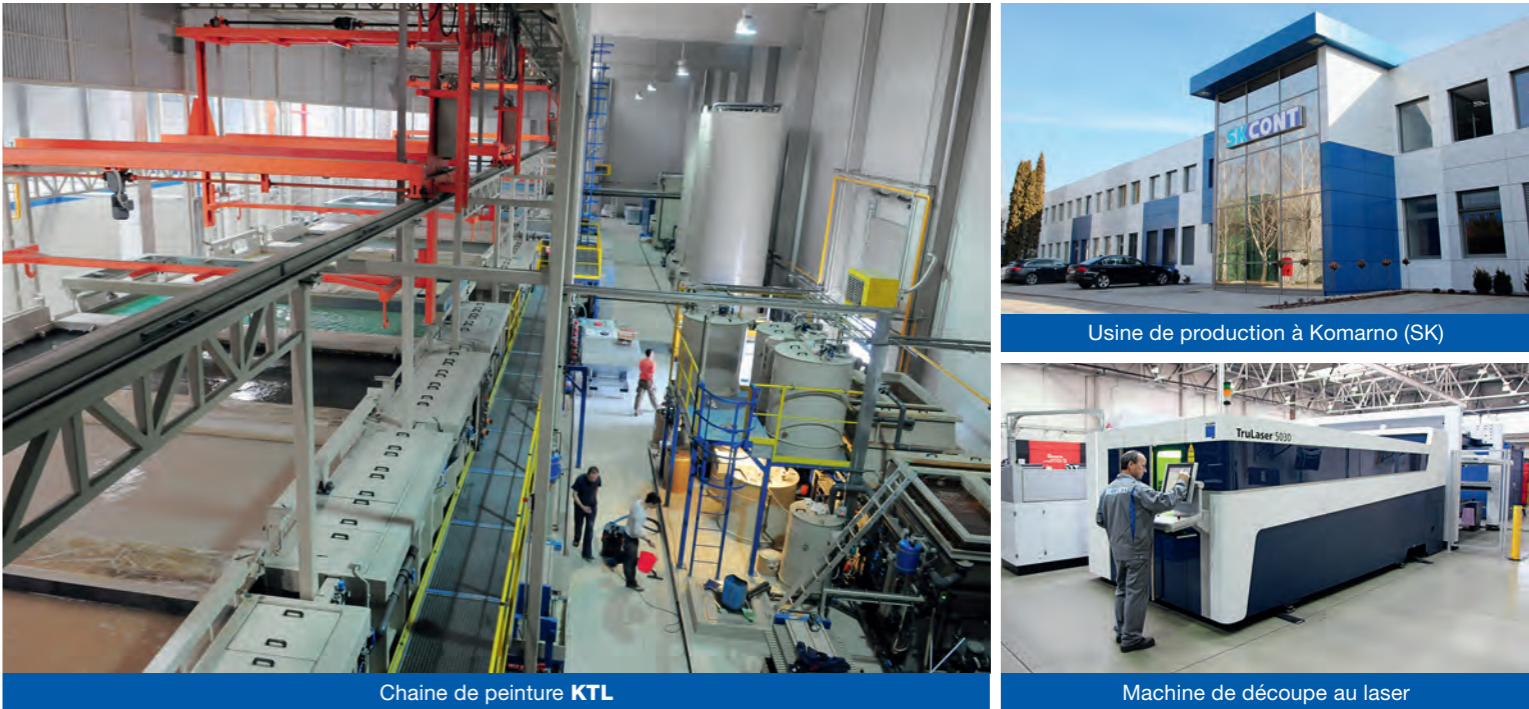 SKCONT
Usine de production à Komarno (SK)
TruLaser 5030
Chaine de peinture KTL
Machine de découpe au laser